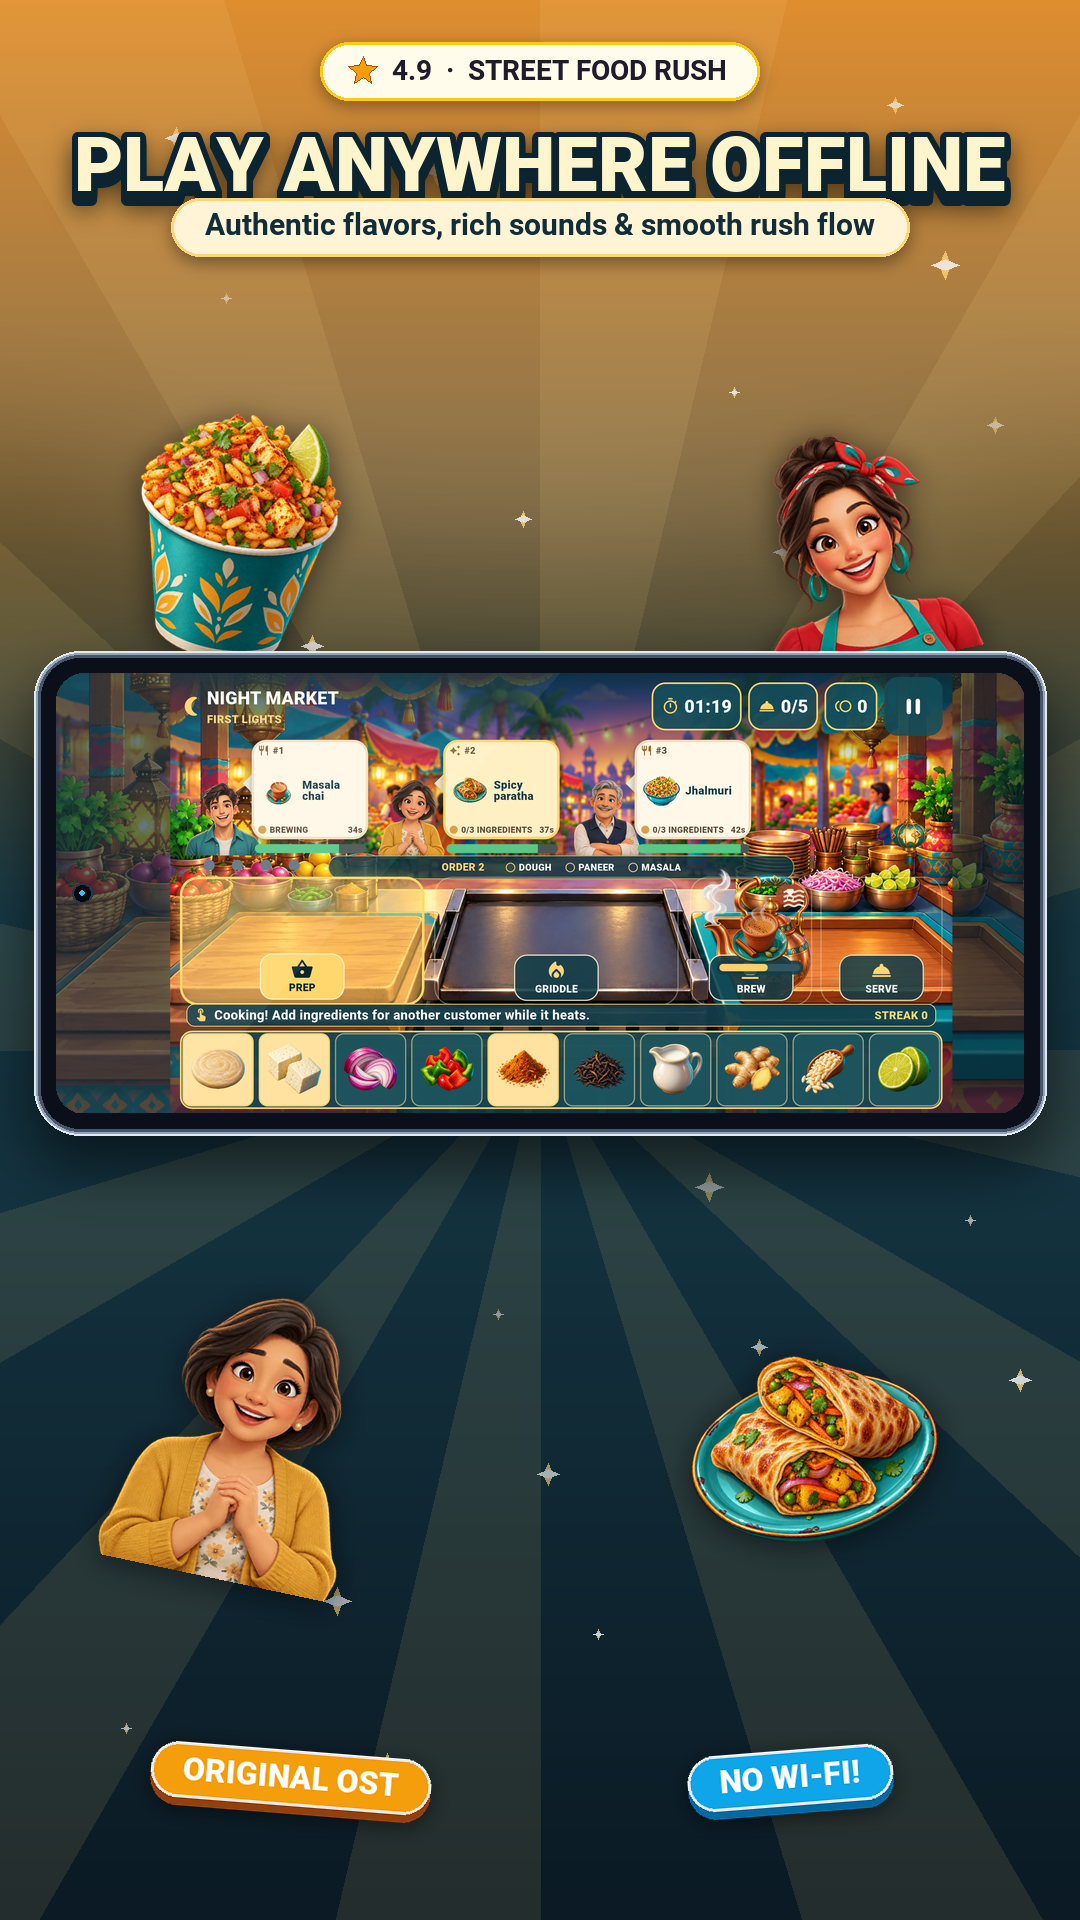 4.9 · STREET FOOD RUSH
PLAY ANYWHERE OFFLINE
Authentic flavors, rich sounds & smooth rush flow
NIGHT MARKET
FIRST LIGHTS
01:19
0/5
0
#1
Masala
chai
BREWING 34s
#2
Spicy
paratha
0/3 INGREDIENTS 37s
#3
Jhalmuri
0/3 INGREDIENTS 42s
ORDER 2 DOUGH PANEER MASALA
PREP
GRIDDLE
BREW
SERVE
Cooking! Add ingredients for another customer while it heats.
STREAK 0
ORIGINAL OST
NO WI-FI!